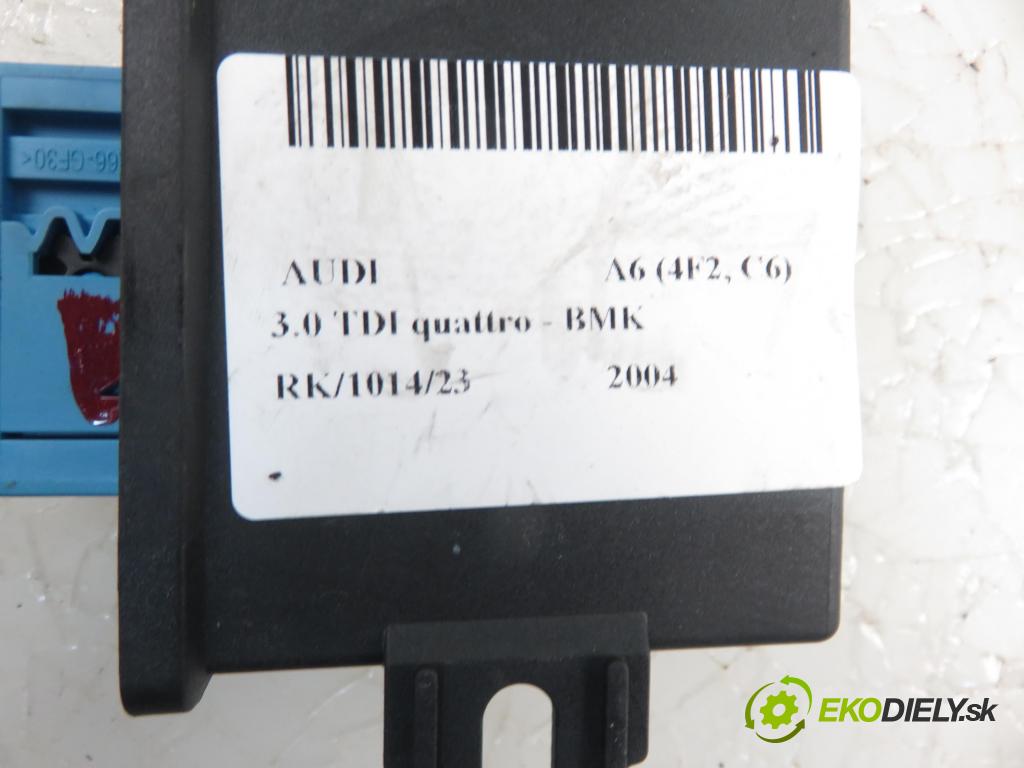 66-GF30<
AUDI A6 (4F2, C6)
3.0 TDI quattro - BMK
RK/1014/23 2004
EKODIELY.sk